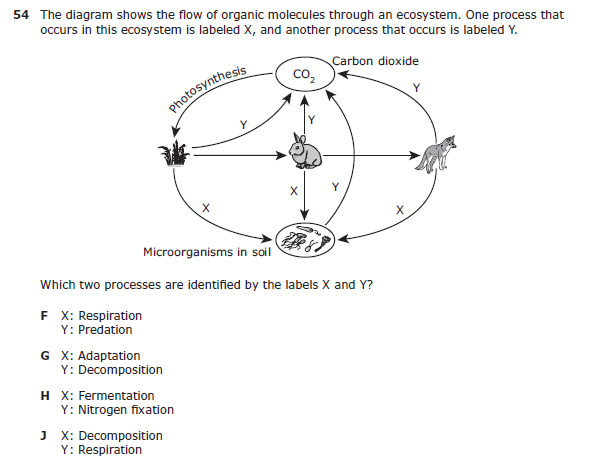 54 The diagram shows the flow of organic molecules through an ecosystem. One process that
occurs in this ecosystem is labeled X, and another process that occurs is labeled Y.
Carbon dioxide
CO₂
Photosynthesis
Y
Y
Y
Y
X
X
X
Microorganisms in soil
Which two processes are identified by the labels X and Y?
F X: Respiration
Y: Predation
G X: Adaptation
Y: Decomposition
H X: Fermentation
Y: Nitrogen fixation
J X: Decomposition
Y: Respiration